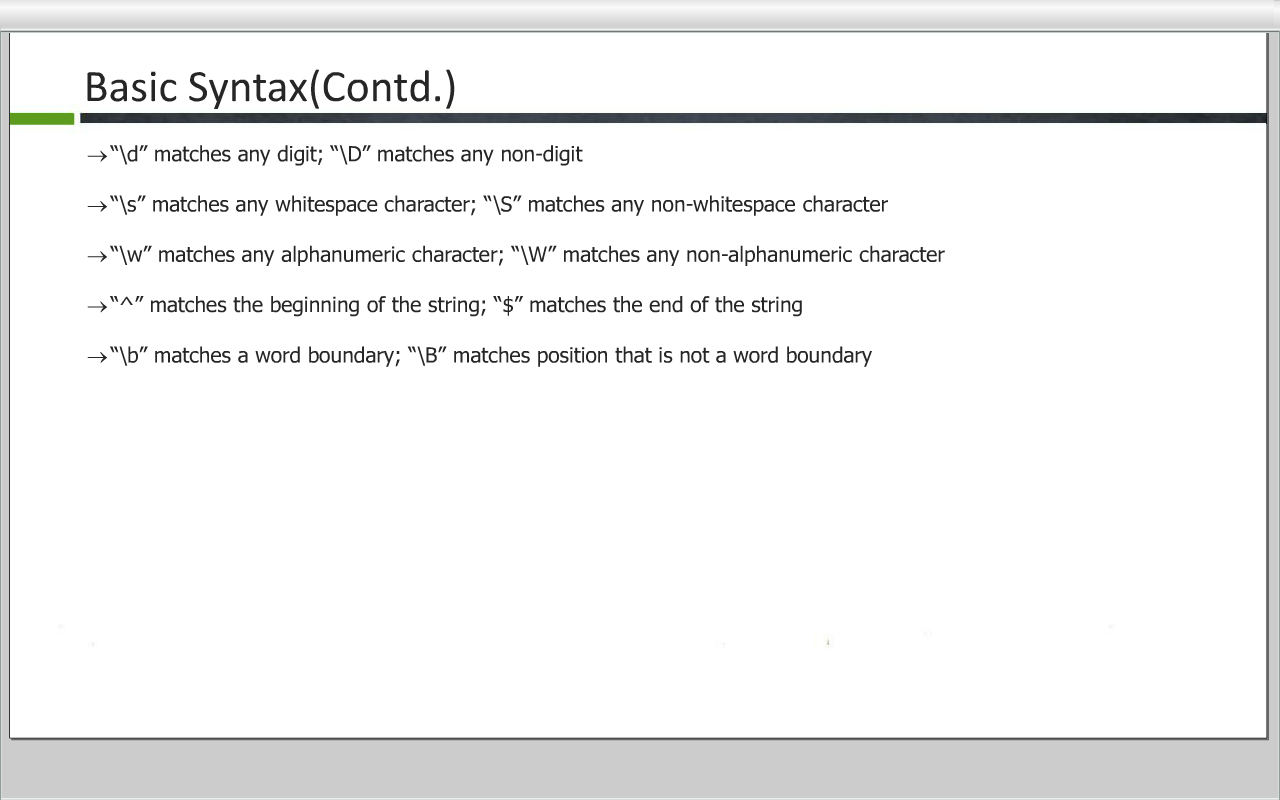 Basic Syntax(Contd.)
→“\d” matches any digit; “\D” matches any non-digit
→“\s” matches any whitespace character; “\S” matches any non-whitespace character
→“\w” matches any alphanumeric character; “\W” matches any non-alphanumeric character
→“^” matches the beginning of the string; “$” matches the end of the string
→“\b” matches a word boundary; “\B” matches position that is not a word boundary